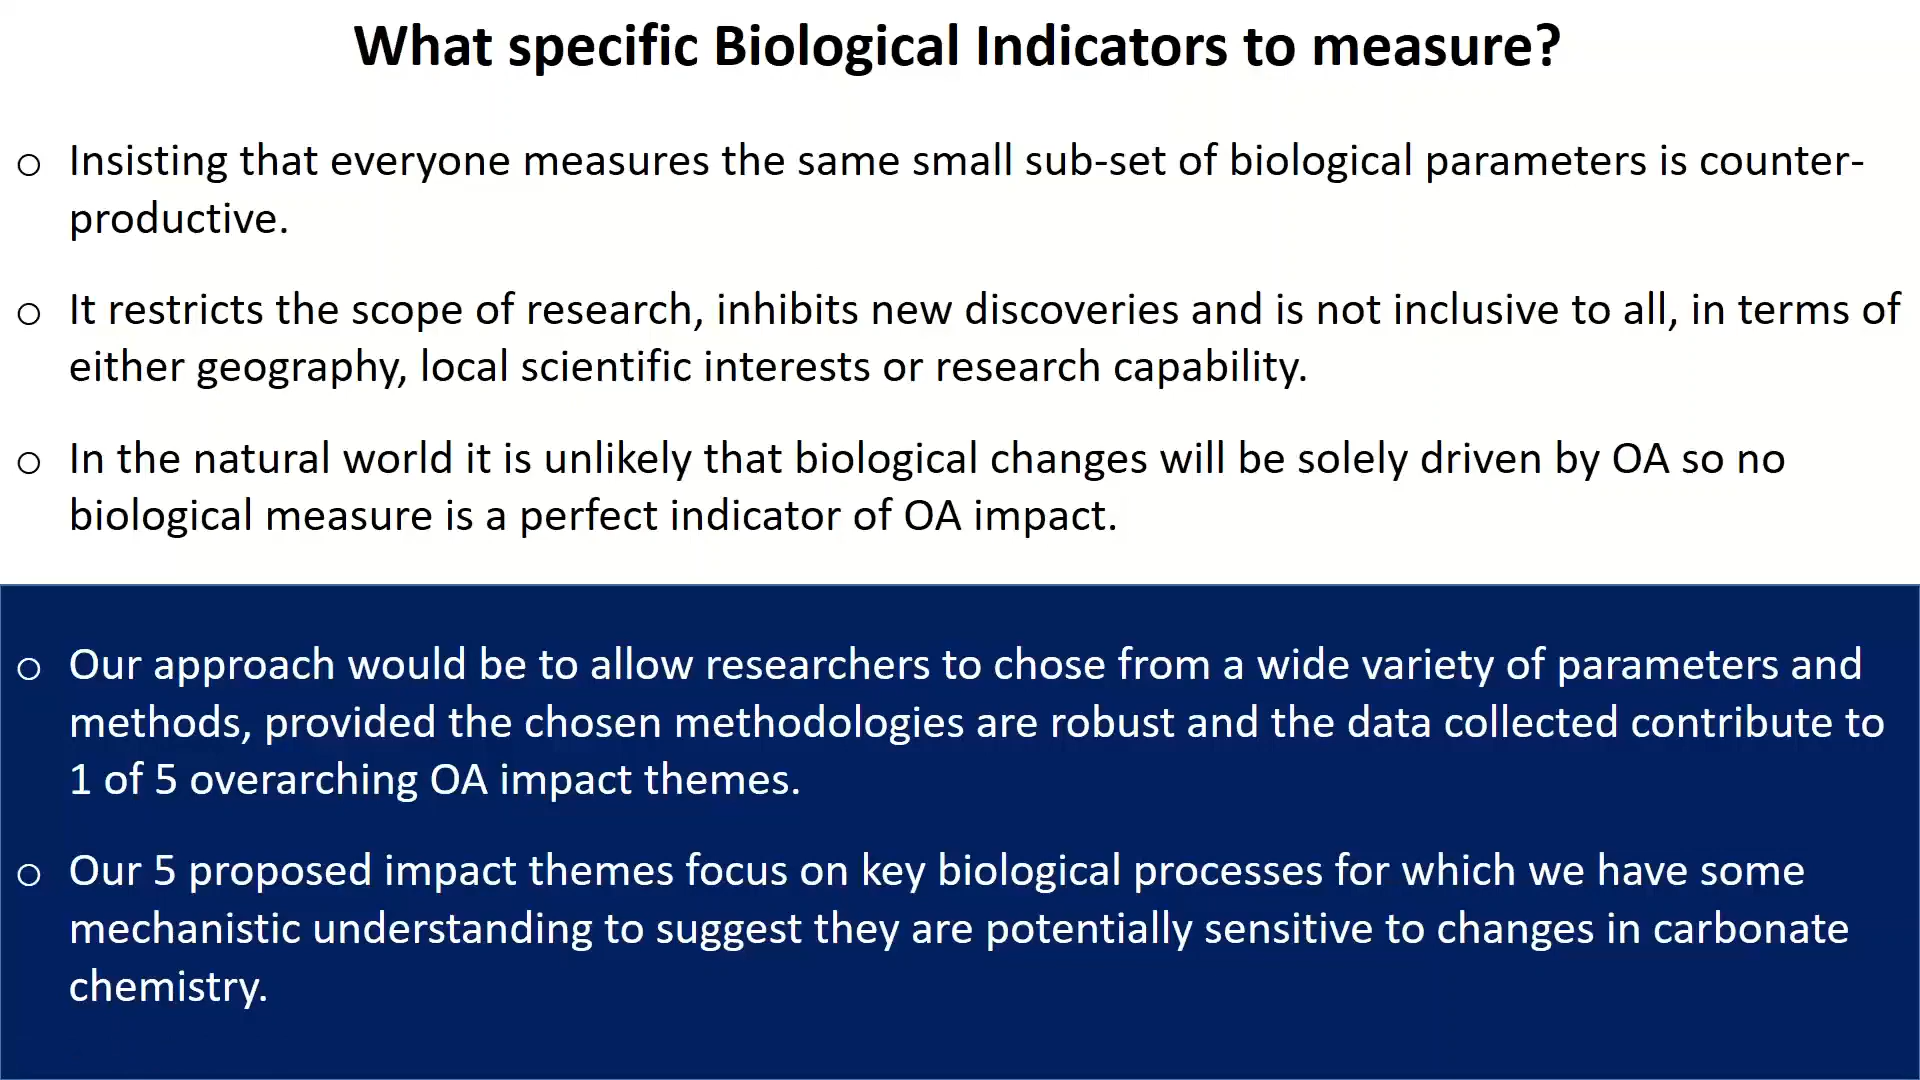 What specific Biological Indicators to measure?
○ Insisting that everyone measures the same small sub-set of biological parameters is counter-
productive.
○ It restricts the scope of research, inhibits new discoveries and is not inclusive to all, in terms of
either geography, local scientific interests or research capability.
○ In the natural world it is unlikely that biological changes will be solely driven by OA so no
biological measure is a perfect indicator of OA impact.
○ Our approach would be to allow researchers to chose from a wide variety of parameters and
methods, provided the chosen methodologies are robust and the data collected contribute to
1 of 5 overarching OA impact themes.
○ Our 5 proposed impact themes focus on key biological processes for which we have some
mechanistic understanding to suggest they are potentially sensitive to changes in carbonate
chemistry.